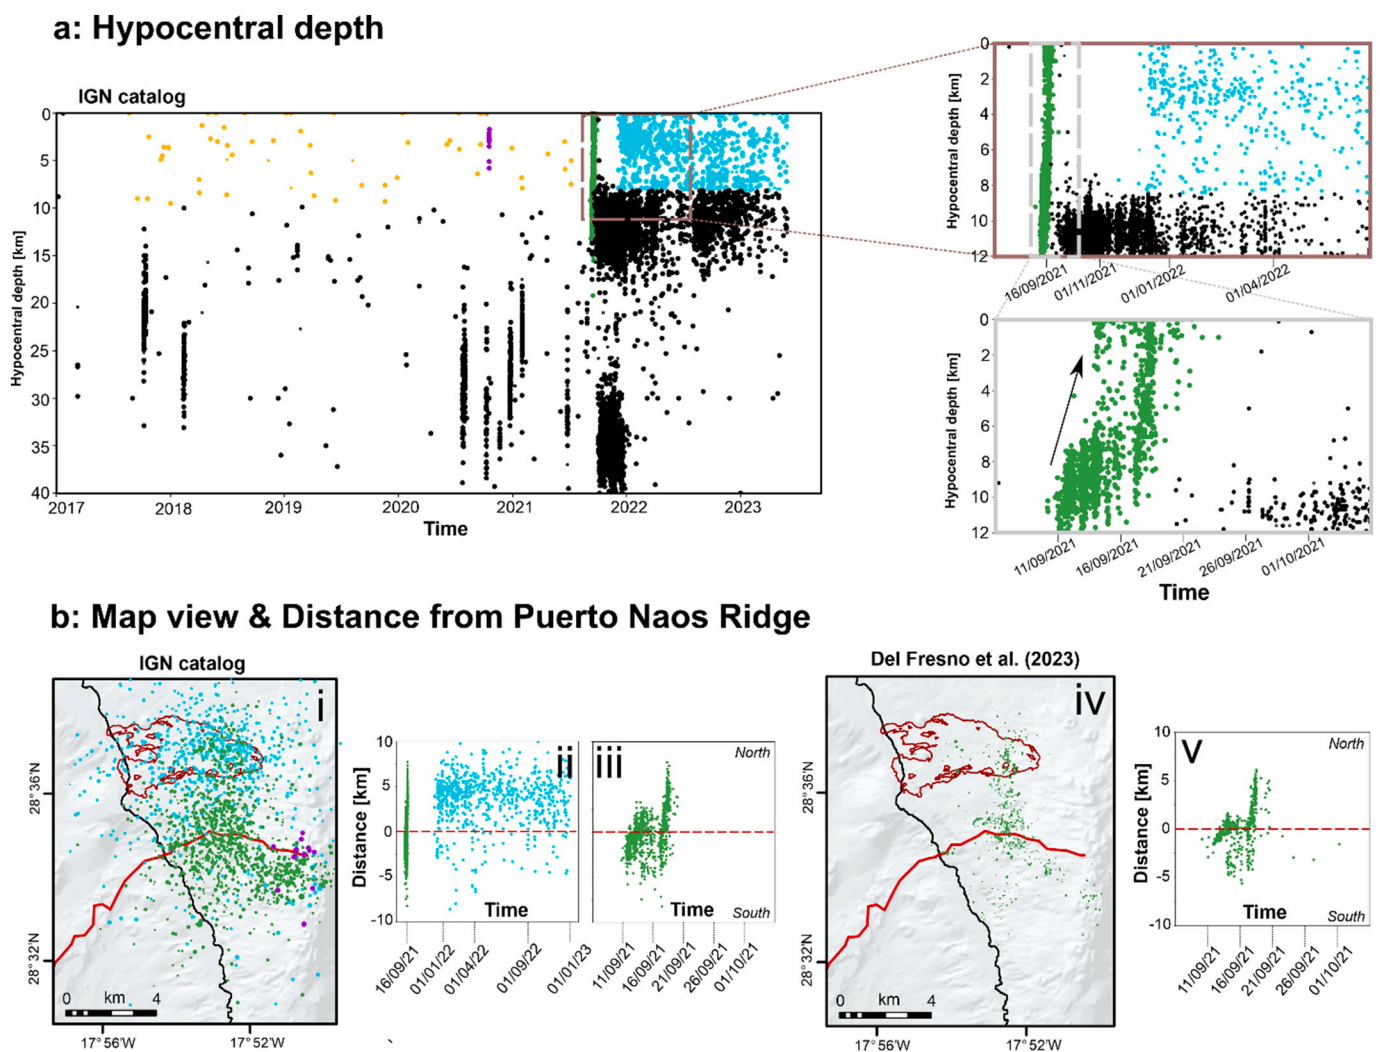 a: Hypocentral depth
IGN catalog
Hypocentral depth [km]
0
5
10
15
20
25
30
35
40
2017
2018
2019
2020
2021
2022
2023
Time
Hypocentral depth [km]
0
2
4
6
8
10
12
16/09/2021
01/11/2021
01/01/2022
01/04/2022
Hypocentral depth [km]
0
2
4
6
8
10
12
11/09/2021
16/09/2021
21/09/2021
26/09/2021
01/10/2021
Time
b: Map view & Distance from Puerto Naos Ridge
IGN catalog
i
28°36'N
28°32'N
0 km 4
17°56'W
17°52'W
Distance [km]
10
5
0
-5
-10
ii
Time
16/09/21
01/01/22
01/04/22
01/09/22
01/01/23
iii
North
Time
South
11/09/21
16/09/21
21/09/21
26/09/21
01/10/21
Del Fresno et al. (2023)
iv
28°36'N
28°32'N
0 km 4
17°56'W
17°52'W
Distance [km]
10
5
0
-5
-10
v
North
Time
South
11/09/21
16/09/21
21/09/21
26/09/21
01/10/21